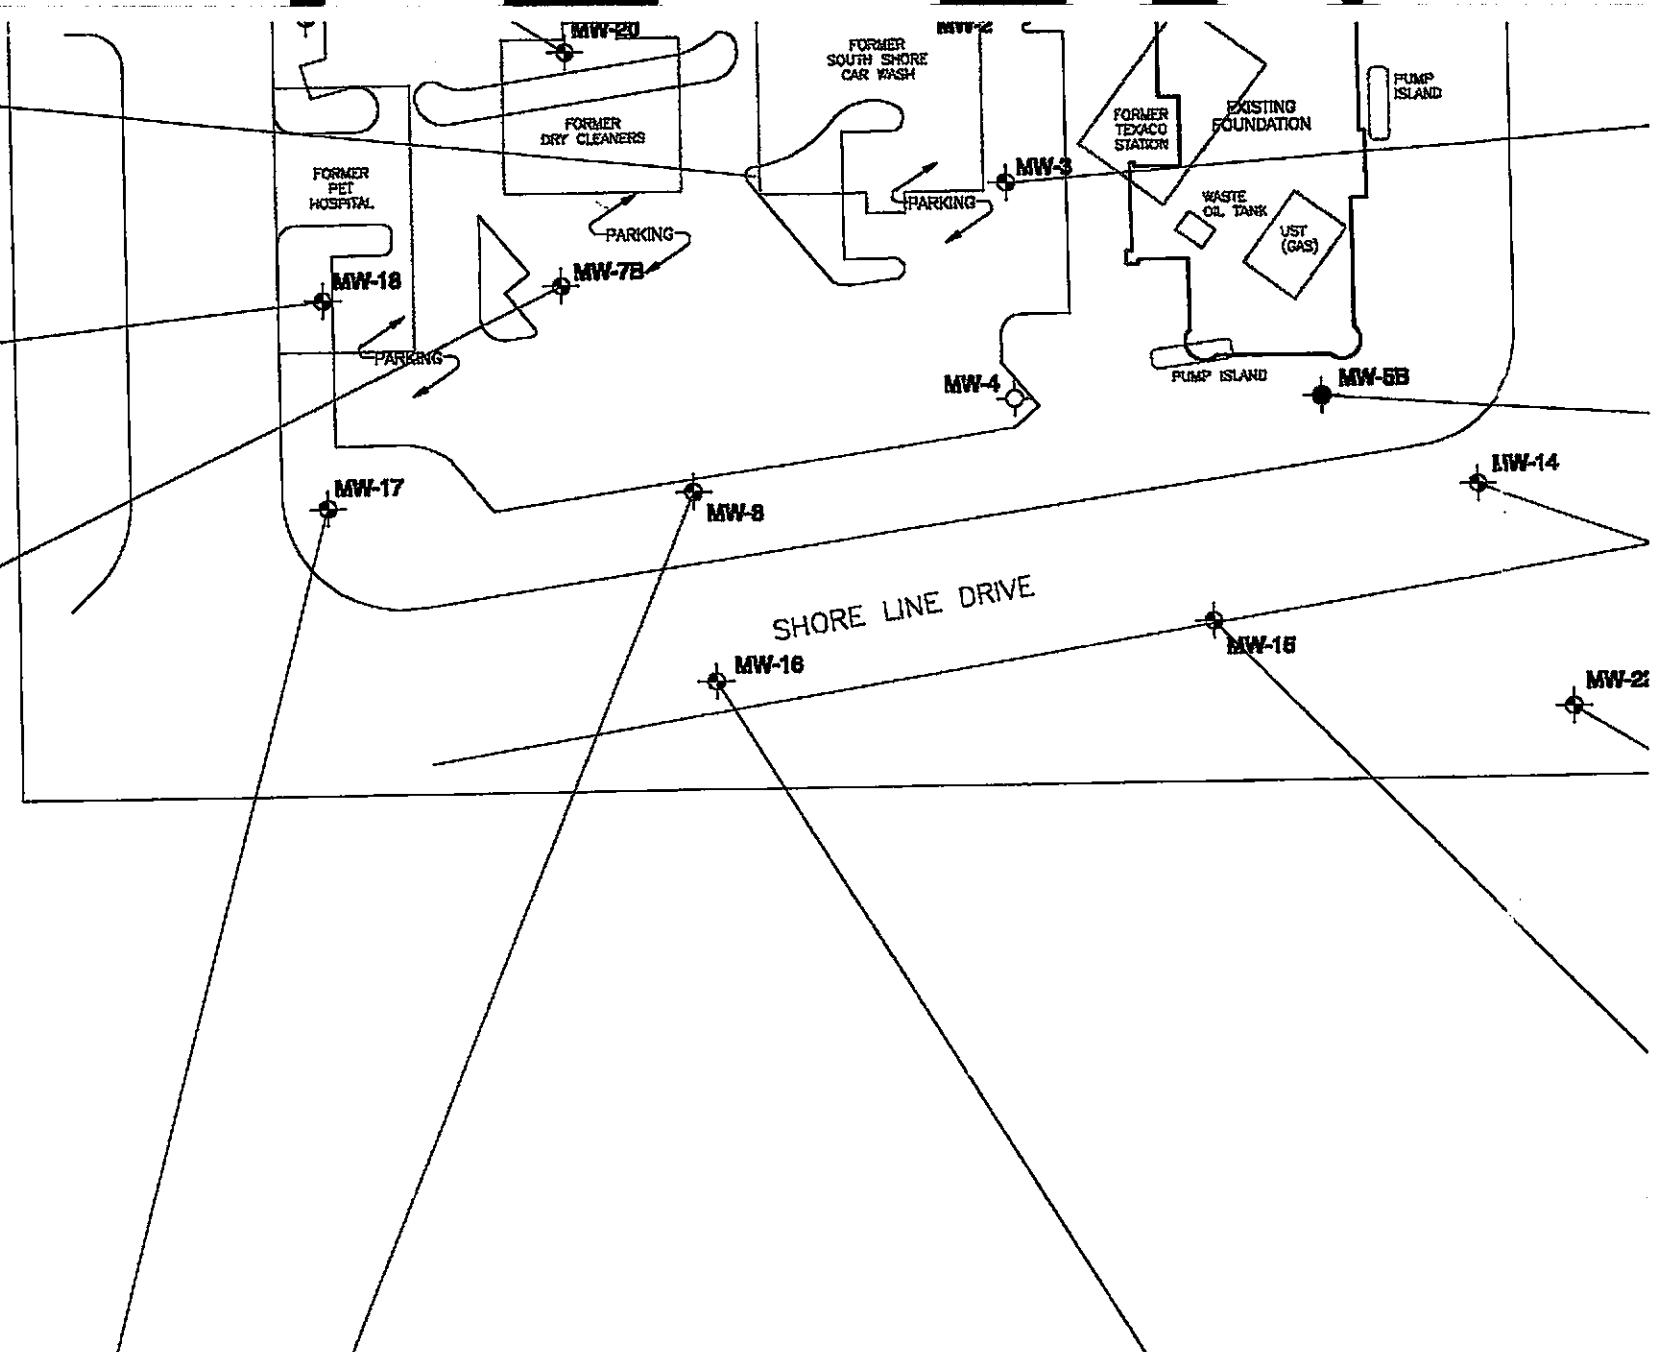 MW-20
MW-2
FORMER
SOUTH SHORE
CAR WASH
PUMP
ISLAND
FORMER
DRY CLEANERS
FORMER
TEXACO
STATION
EXISTING
FOUNDATION
FORMER
PET
HOSPITAL
MW-3
PARKING
WASTE
OIL TANK
UST
(GAS)
PARKING
MW-18
MW-7B
PARKING
PUMP ISLAND
MW-4
MW-5B
MW-14
MW-17
MW-8
SHORE LINE DRIVE
MW-15
MW-16